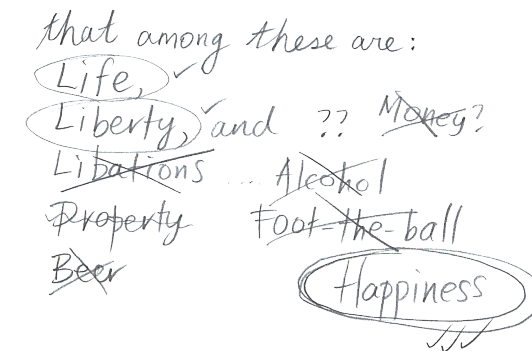 that among these are:
Life,
Liberty, and ?? Money?
Libations .... Alcohol
Property Foot-the-ball
Beer
Happiness